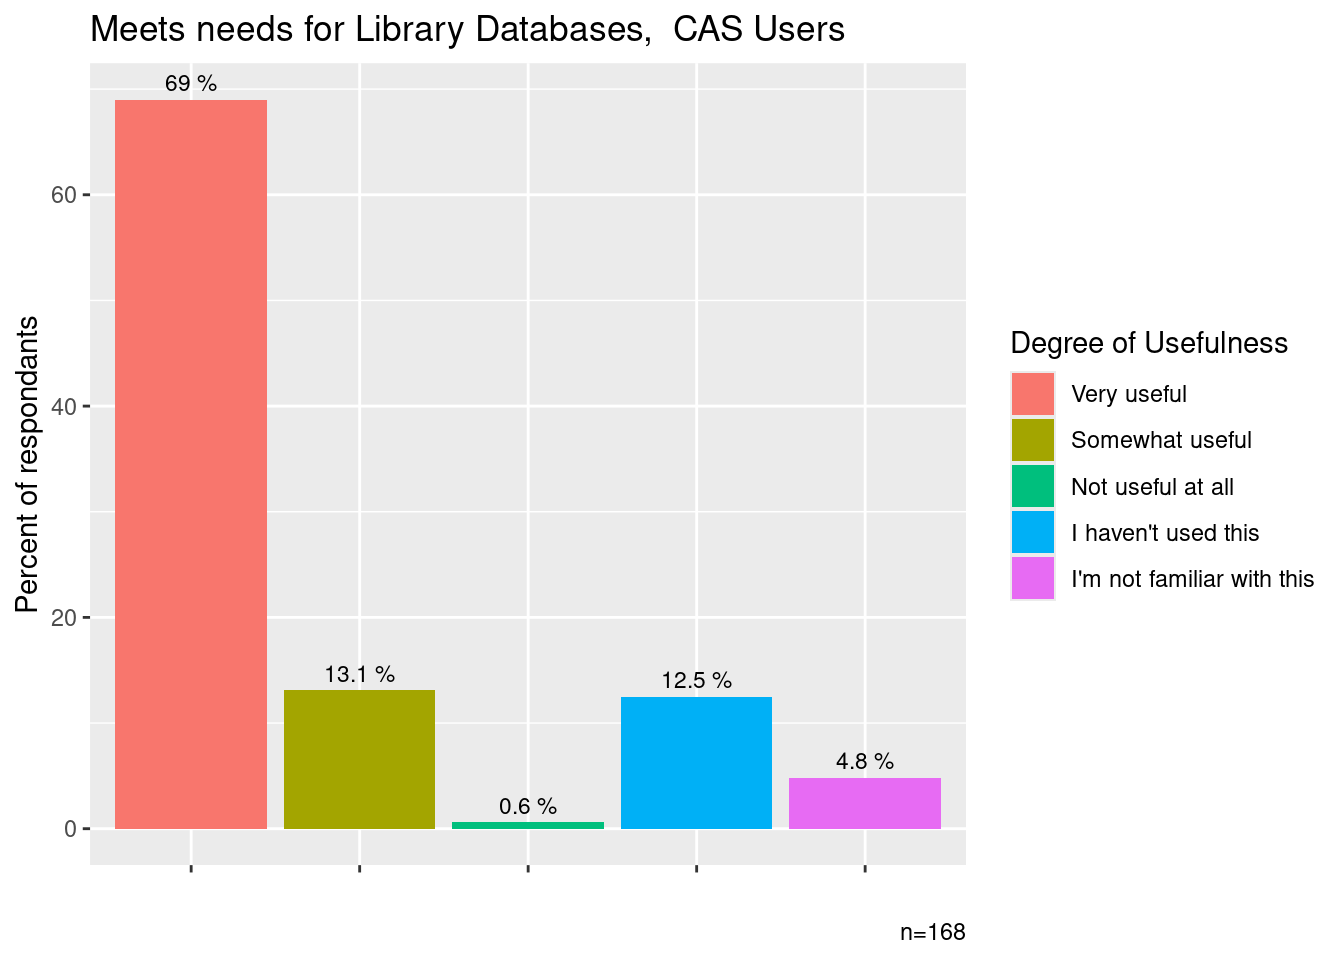 Meets needs for Library Databases,  CAS Users
69 %
13.1 %
0.6 %
12.5 %
4.8 %
60
40
20
0
Percent of respondants
Degree of Usefulness
Very useful
Somewhat useful
Not useful at all
I haven't used this
I'm not familiar with this
n=168